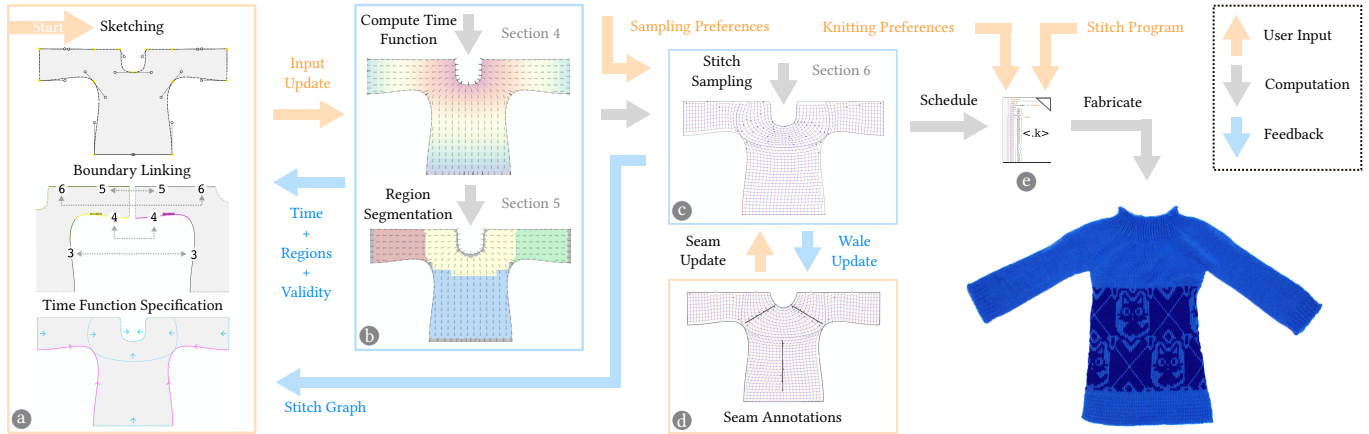 Start
Sketching
Boundary Linking
6 5 5 6
4 4
3 3
Time Function Specification
a
Input
Update
Time
+
Regions
+
Validity
Stitch Graph
Compute Time
Function
Section 4
Region
Segmentation
Section 5
b
Sampling Preferences
Stitch
Sampling
Section 6
c
Seam
Update
Wale
Update
d
Seam Annotations
Knitting Preferences
Stitch Program
Schedule
<.k>
e
Fabricate
User Input
Computation
Feedback